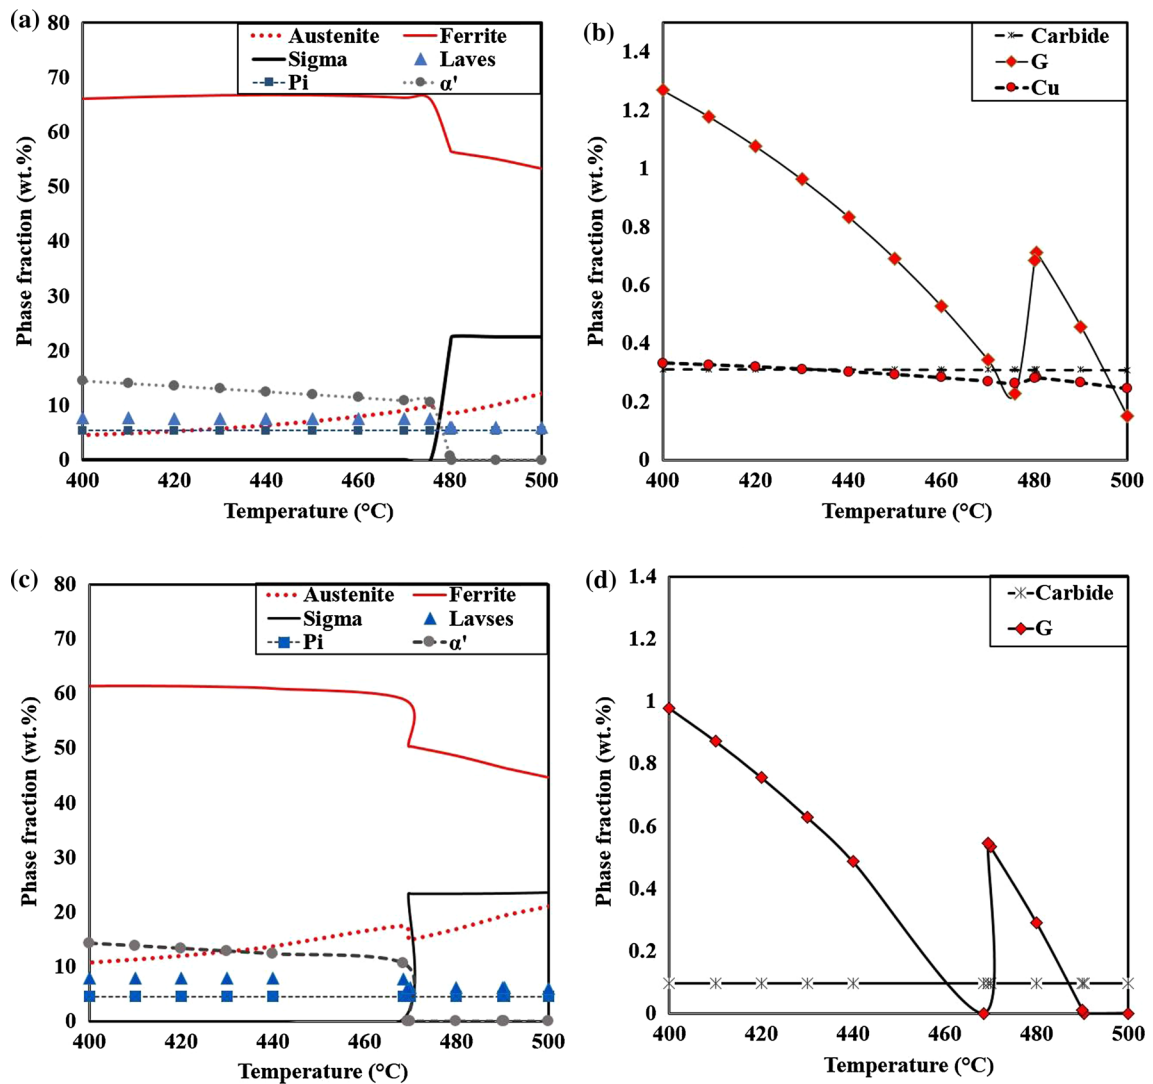 (a)
80
70
60
50
40
30
20
10
0
Phase fraction (wt.%)
Austenite Ferrite
Sigma Laves
Pi α'
400 420 440 460 480 500
Temperature (°C)
(b)
1.4
1.2
1
0.8
0.6
0.4
0.2
0
Phase fraction (wt.%)
Carbide
G
Cu
400 420 440 460 480 500
Temperature (°C)
(c)
80
70
60
50
40
30
20
10
0
Phase fraction (wt.%)
Austenite Ferrite
Sigma Lavses
Pi α'
400 420 440 460 480 500
Temperature (°C)
(d)
1.4
1.2
1
0.8
0.6
0.4
0.2
0
Phase fraction (wt.%)
Carbide
G
400 420 440 460 480 500
Temperature (°C)